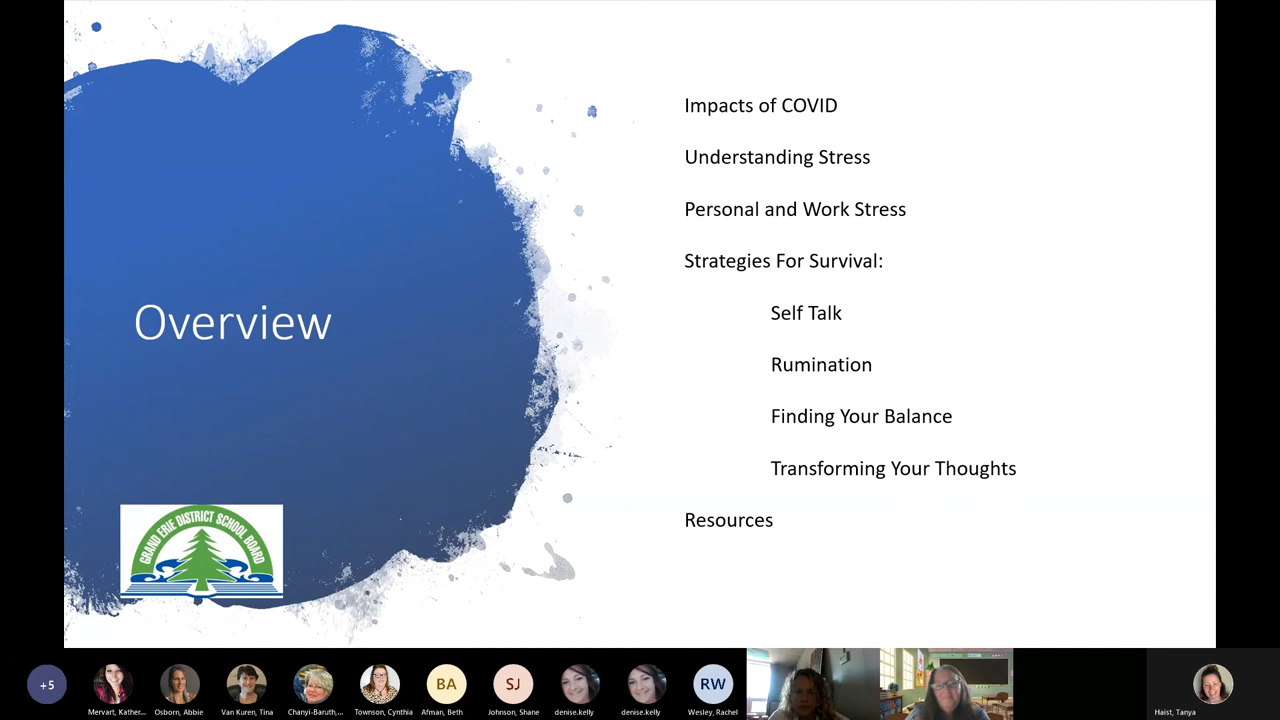 Overview
GRAND ERIE DISTRICT SCHOOL BOARD
Impacts of COVID
Understanding Stress
Personal and Work Stress
Strategies For Survival:
Self Talk
Rumination
Finding Your Balance
Transforming Your Thoughts
Resources
+5
BA
SJ
RW
Mervart, Kather...
Osborn, Abbie
Van Kuren, Tina
Chanyi-Baruth,...
Townson, Cynthia
Afman, Beth
Johnson, Shane
denise.kelly
denise.kelly
Wesley, Rachel
Haist, Tanya